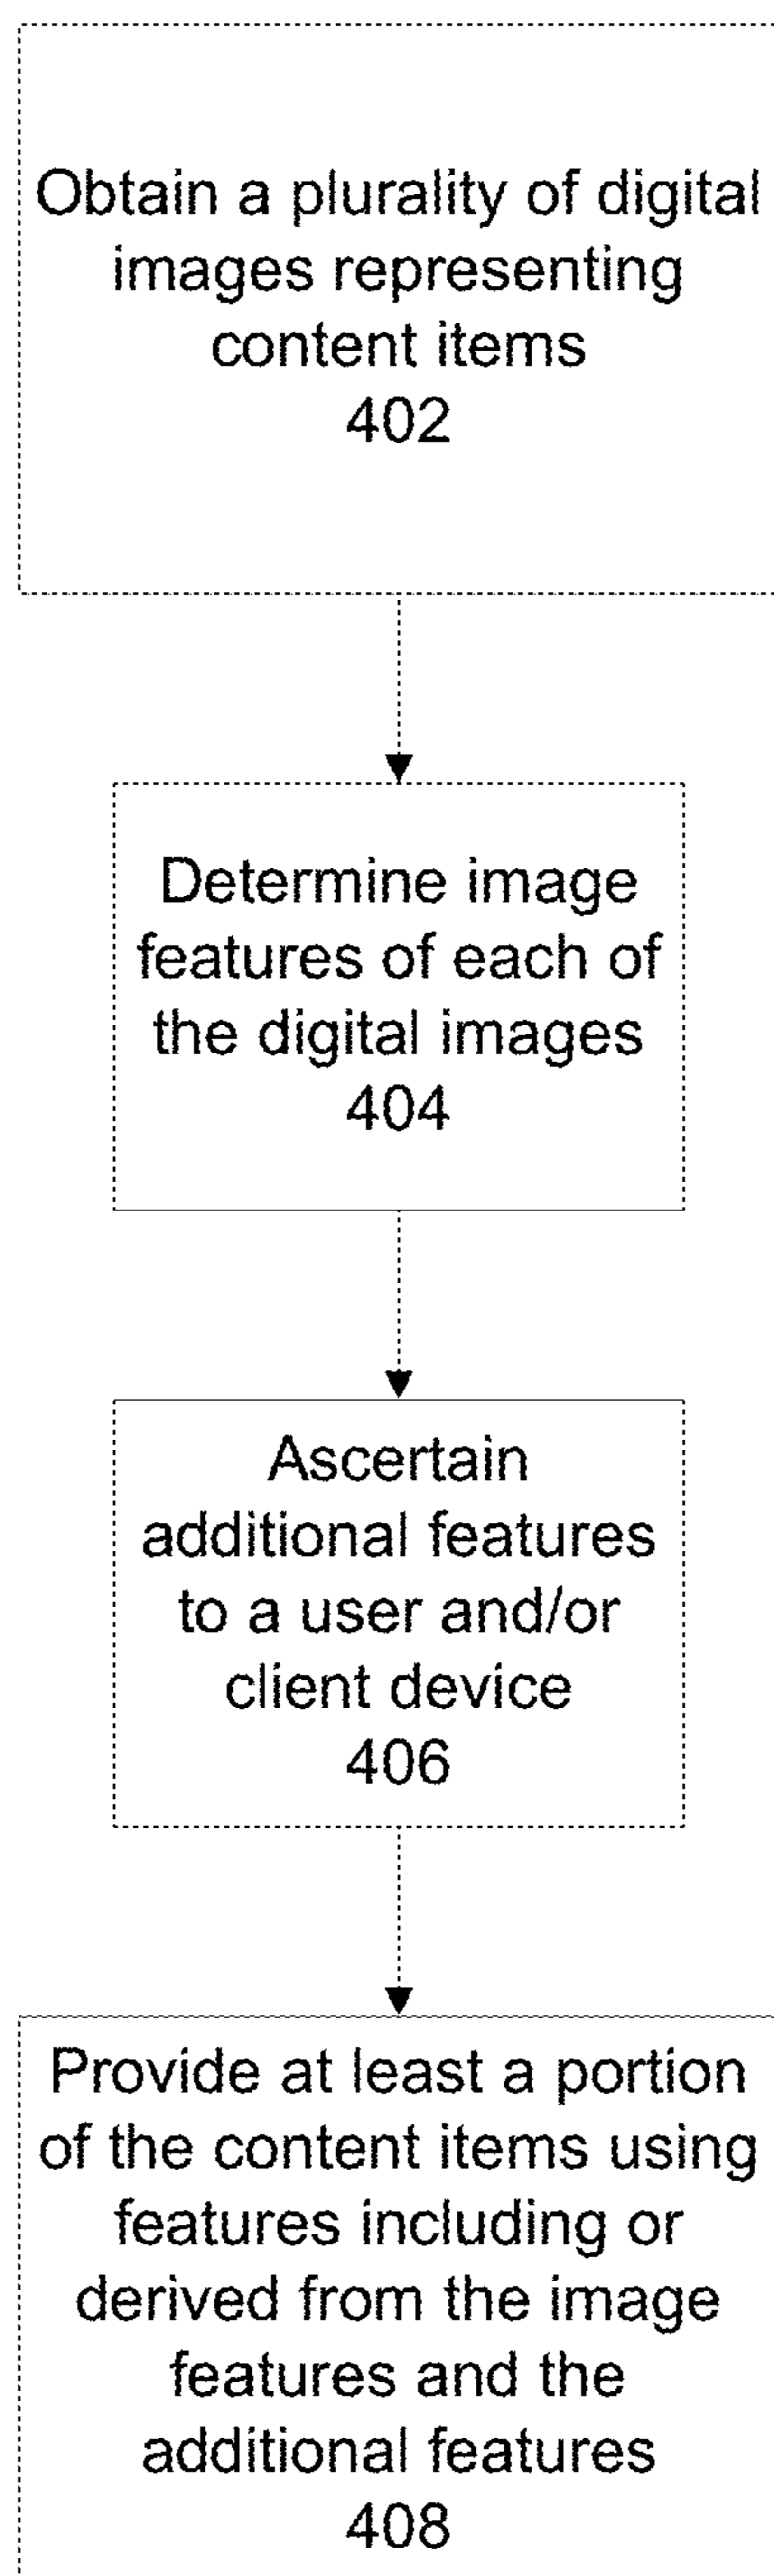 Obtain a plurality of digital
images representing
content items
402
Determine image
features of each of
the digital images
404
Ascertain
additional features
to a user and/or
client device
406
Provide at least a portion
of the content items using
features including or
derived from the image
features and the
additional features
408